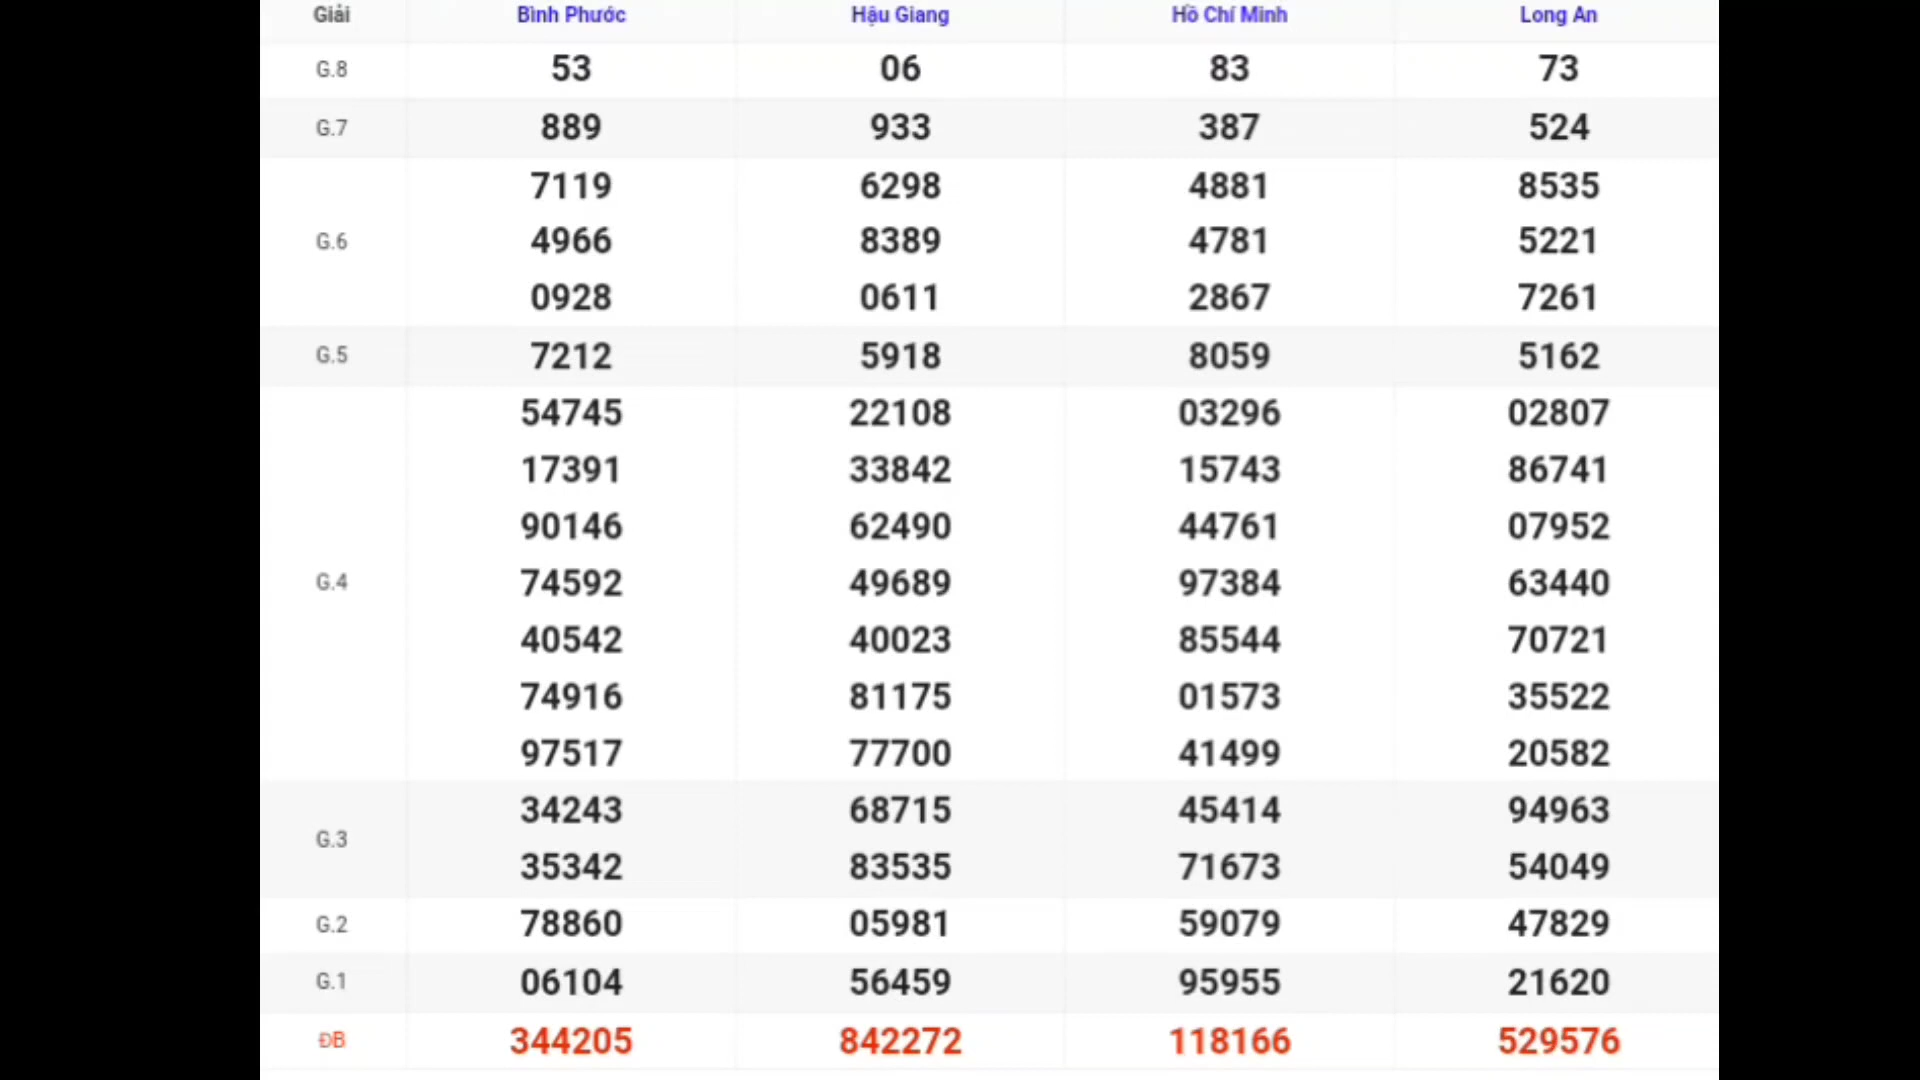 Giải Bình Phước Hậu Giang Hồ Chí Minh Long An
G.8 53 06 83 73
G.7 889 933 387 524
7119 6298 4881 8535
G.6 4966 8389 4781 5221
0928 0611 2867 7261
G.5 7212 5918 8059 5162
54745 22108 03296 02807
17391 33842 15743 86741
90146 62490 44761 07952
G.4 74592 49689 97384 63440
40542 40023 85544 70721
74916 81175 01573 35522
97517 77700 41499 20582
34243 68715 45414 94963
G.3
35342 83535 71673 54049
G.2 78860 05981 59079 47829
G.1 06104 56459 95955 21620
ĐB 344205 842272 118166 529576